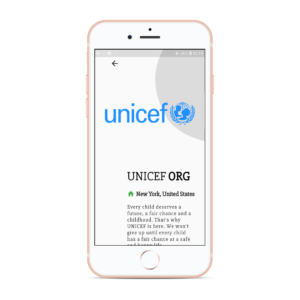 unicef
UNICEF ORG
New York, United States
Every child deserves a
future, a fair chance and a
childhood. That's why
UNICEF is here. We won't
give up until every child
has a fair chance at a safe